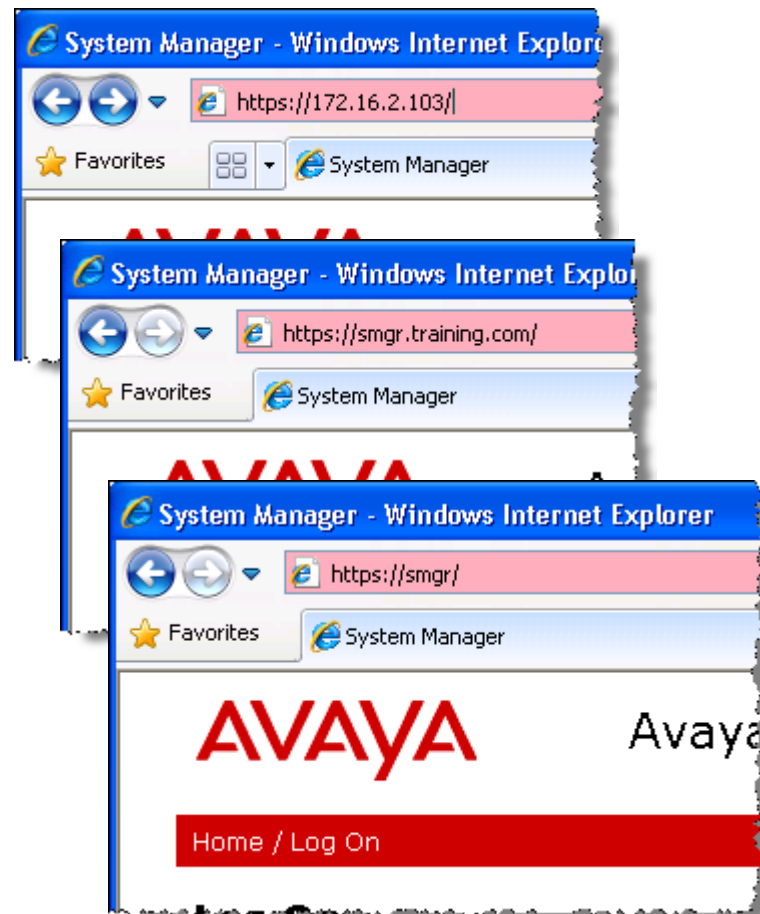 System Manager - Windows Internet
https://172.16.2.103/
Favorites
System Manager
System Manager - Windows Internet
https://smgr.training.com/
Favorites
System Manager
AVAYA
System Manager - Windows Internet Explorer
https://smgr/
Favorites
System Manager
AVAYA
Home / Log On